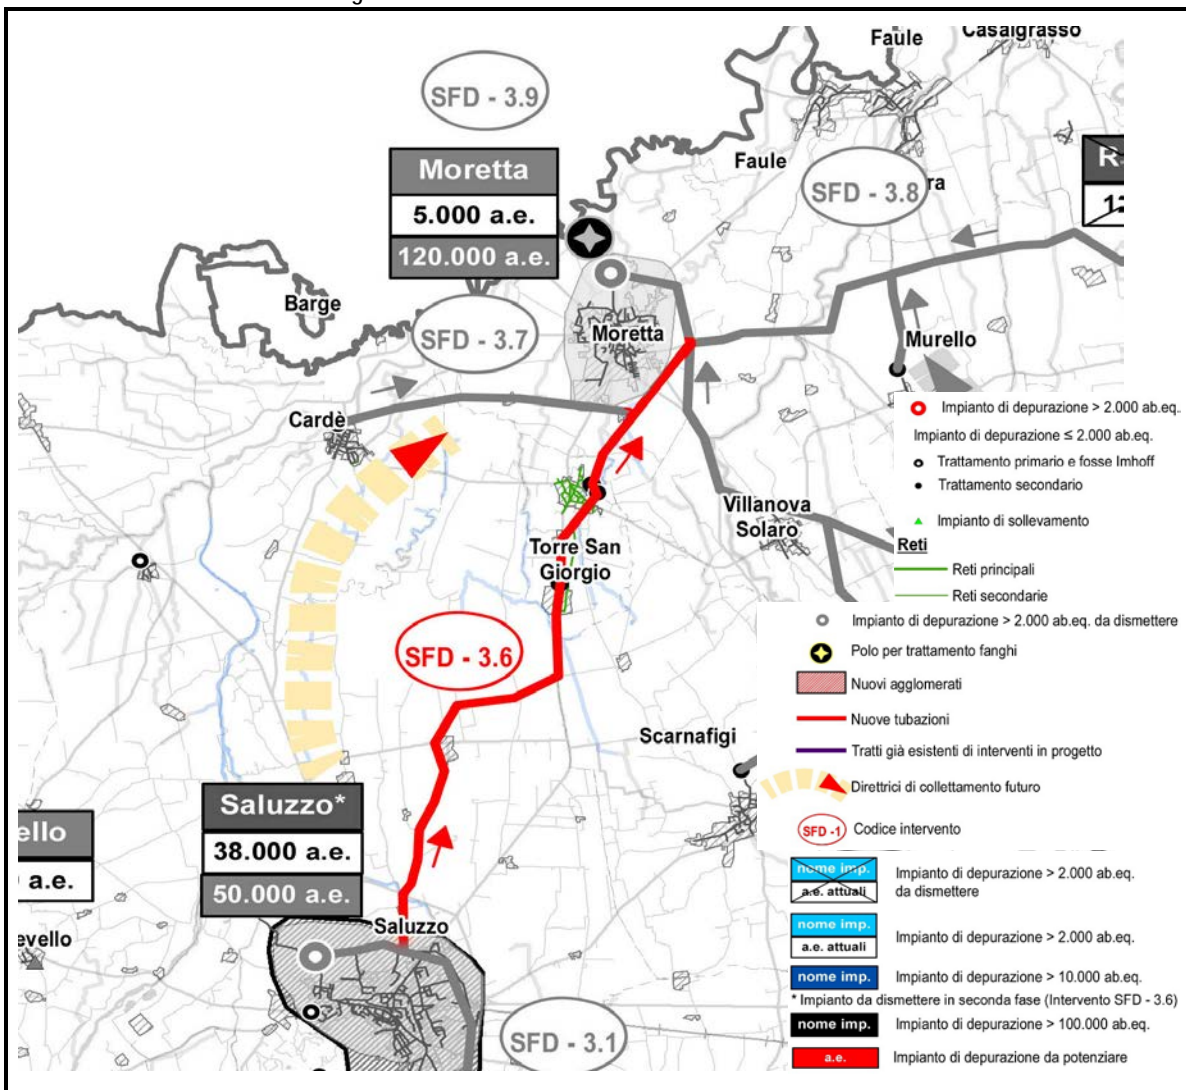 Faule
Casalgrasso
SFD - 3.9
Moretta
5.000 a.e.
120.000 a.e.
Faule
SFD - 3.8
ra
R
12
Barge
SFD - 3.7
Moretta
Murello
Cardè
Villanova
Solaro
Torre San
Giorgio
SFD - 3.6
Scarnafigi
Saluzzo*
38.000 a.e.
50.000 a.e.
ello
a.e.
evello
Saluzzo
SFD - 3.1
Impianto di depurazione > 2.000 ab.eq.
Impianto di depurazione ≤ 2.000 ab.eq.
Trattamento primario e fosse Imhoff
Trattamento secondario
Impianto di sollevamento
Reti
Reti principali
Reti secondarie
Impianto di depurazione > 2.000 ab.eq. da dismettere
Polo per trattamento fanghi
Nuovi agglomerati
Nuove tubazioni
Tratti già esistenti di interventi in progetto
Direttrici di collettamento futuro
SFD -1
Codice intervento
nome imp.
a.e. attuali
Impianto di depurazione > 2.000 ab.eq.
da dismettere
nome imp.
a.e. attuali
Impianto di depurazione > 2.000 ab.eq.
nome imp.
Impianto di depurazione > 10.000 ab.eq.
* Impianto da dismettere in seconda fase (Intervento SFD - 3.6)
nome imp.
Impianto di depurazione > 100.000 ab.eq.
a.e.
Impianto di depurazione da potenziare